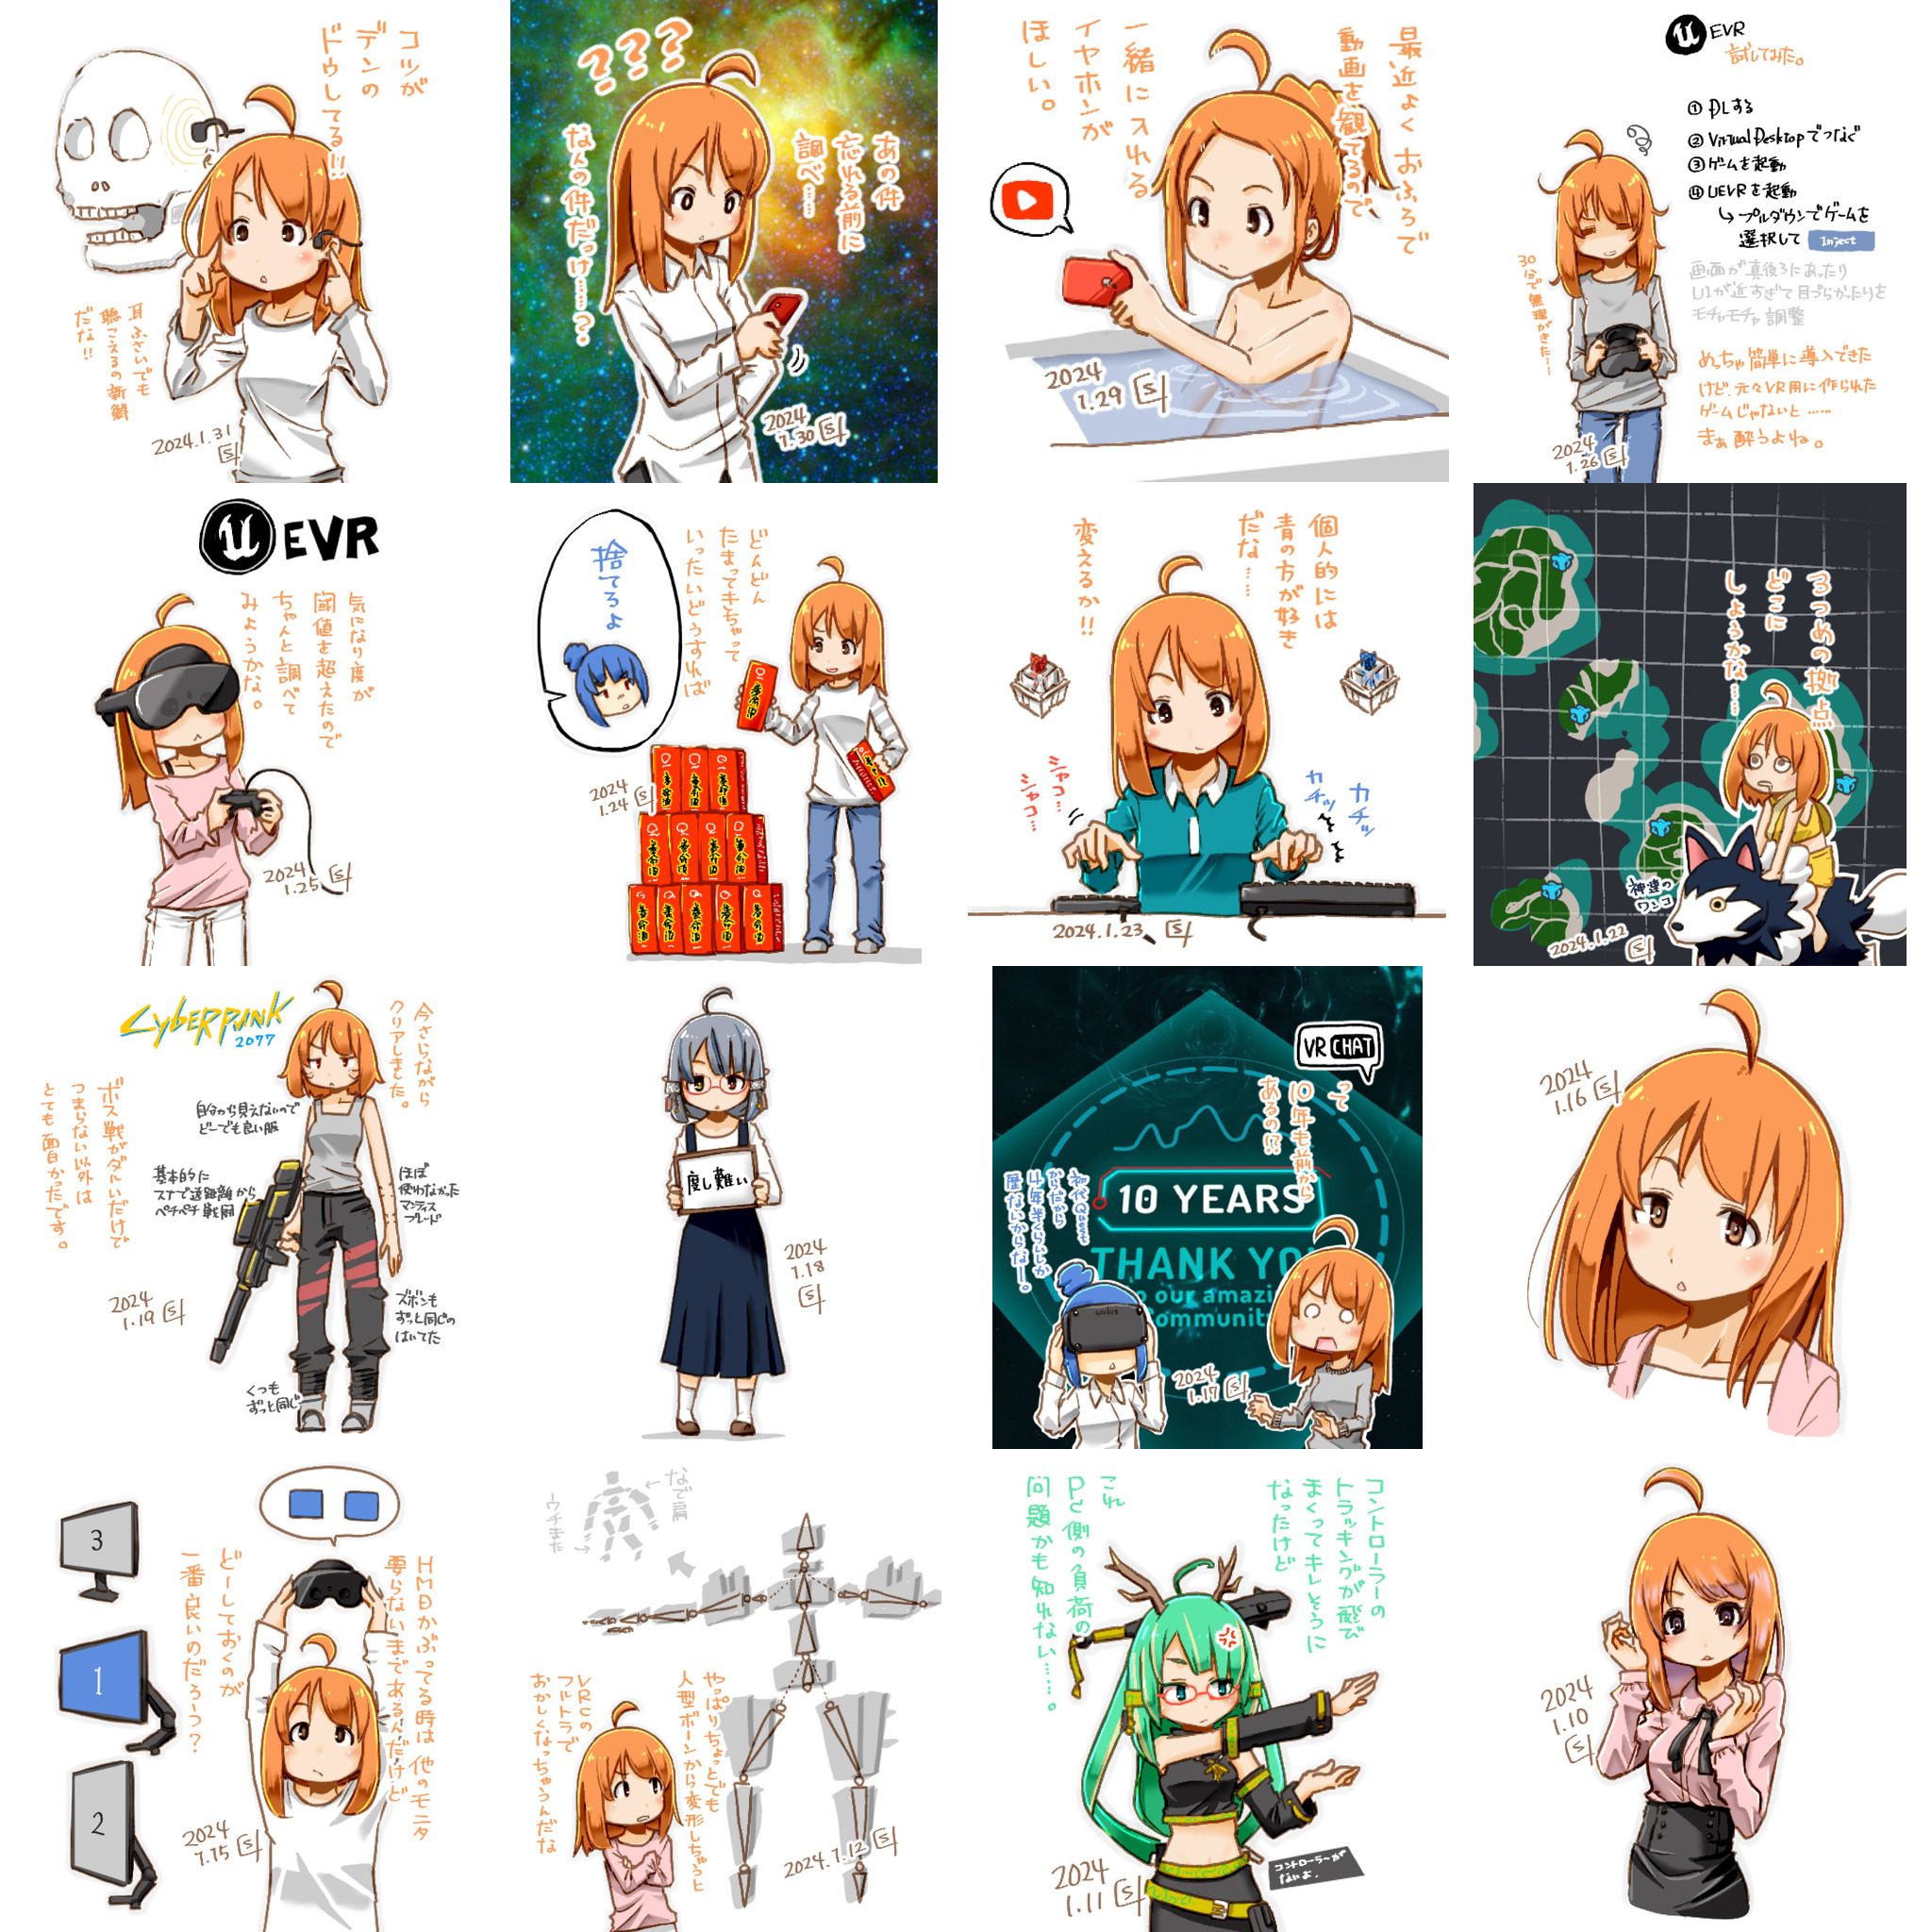 コツが
デンの
ドウしてる!!
耳ふさいでも
聴こえるの新鮮
だな!!
2024.1.31
???
あの件
忘れる前に
調べ……
なんの件だっけ……?
2024
1.30
最近よくおふろで
動画を観てるので
一緒に入れる
イヤホンが
ほしい。
2024
1.29
EVR
試してみた。
① DLする
② Virtual Desktopでつなぐ
③ ゲームを起動
④ UEVRを起動
↳プルダウンでゲームを
選択して Inject
画面が真後ろにあったり
UIが近すぎて目づらかったりを
モチャモチャ調整
30分で無理がきた…
めっちゃ簡単に導入できた
けど、元々VR用に作られた
ゲームじゃないと……
まぁ酔うよね。
2024
1.26
EVR
気になり度が
閾値を超えたので
ちゃんと調べて
みようかな。
2024
1.25
どんどん
たまってきちゃって
いったいどうすれば
捨てろよ
2024
1.24
個人的には
青の方が好き
だな……
変えるか!!
シャコ…
シャコ…
カチッ
カチッ
2024.1.23
3つめの拠点
どこに
しようかな……
神速の
ワンコ
2024.1.22
CYBERPUNK
2077
今さらながら
クリアしました。
ボス戦がダルいだけで
つまらない以外は
とても面白かったです。
自分から見えないので
どーでも良い服
基本的に
スナで遠距離から
ペチペチ戦闘
ほぼ
使わなかった
マンティス
ブレード
ズボンも
ずっと同じの
はいてた
くつも
ずっと同じ
2024
1.19
度し難い
2024
1.18
VRCHAT
って
10年も前から
あるの!?
10 YEARS
THANK YO
o our amazi
ommunit
初代Questも
からだから
4年半くらいしか
歴ないからなー。
2024
1.17
2024
1.16
3
1
2
HMDかぶってる時は他のモニタ
要らないまであるんだけど
どーしておくのが
一番良いのだろう?
2024
1.15
なで肩
ウチまた
やっぱりちょっとでも
人型ボーンから変形しちゃうと
VRCの
フルトラで
おかしくなっちゃうんだな
2024.1.12
コントローラーの
トラッキングが飛び
まくってキレそうに
なったけど
これ
PC側の負荷の
問題かも知れない……。
コントローラーが
ないよ.
2024
1.11
2024
1.10